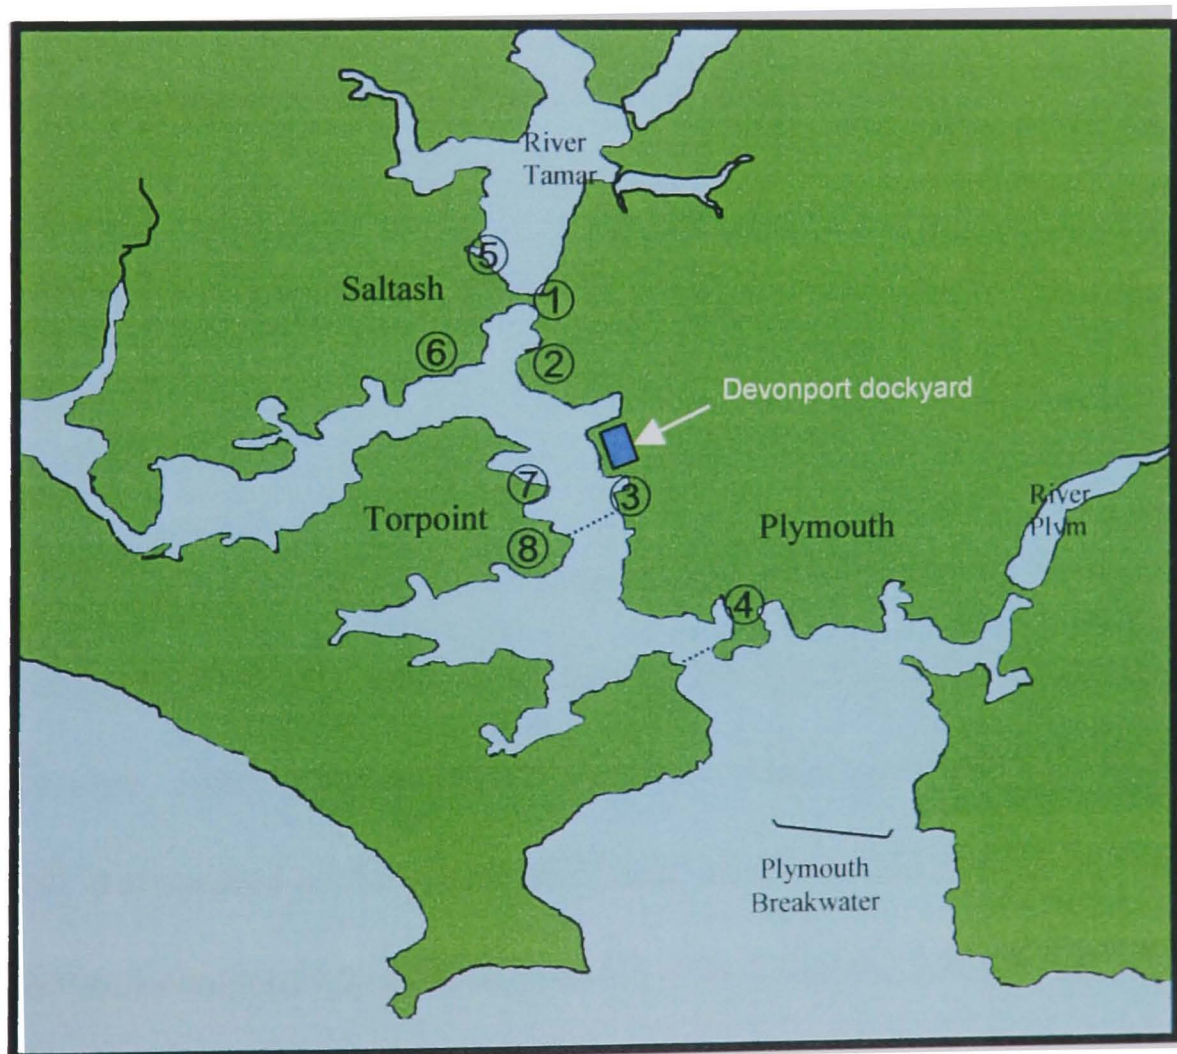 River
Tamar
5
Saltash
1
6
2
Devonport dockyard
7
3
River
Plym
Torpoint
Plymouth
8
4
Plymouth
Breakwater